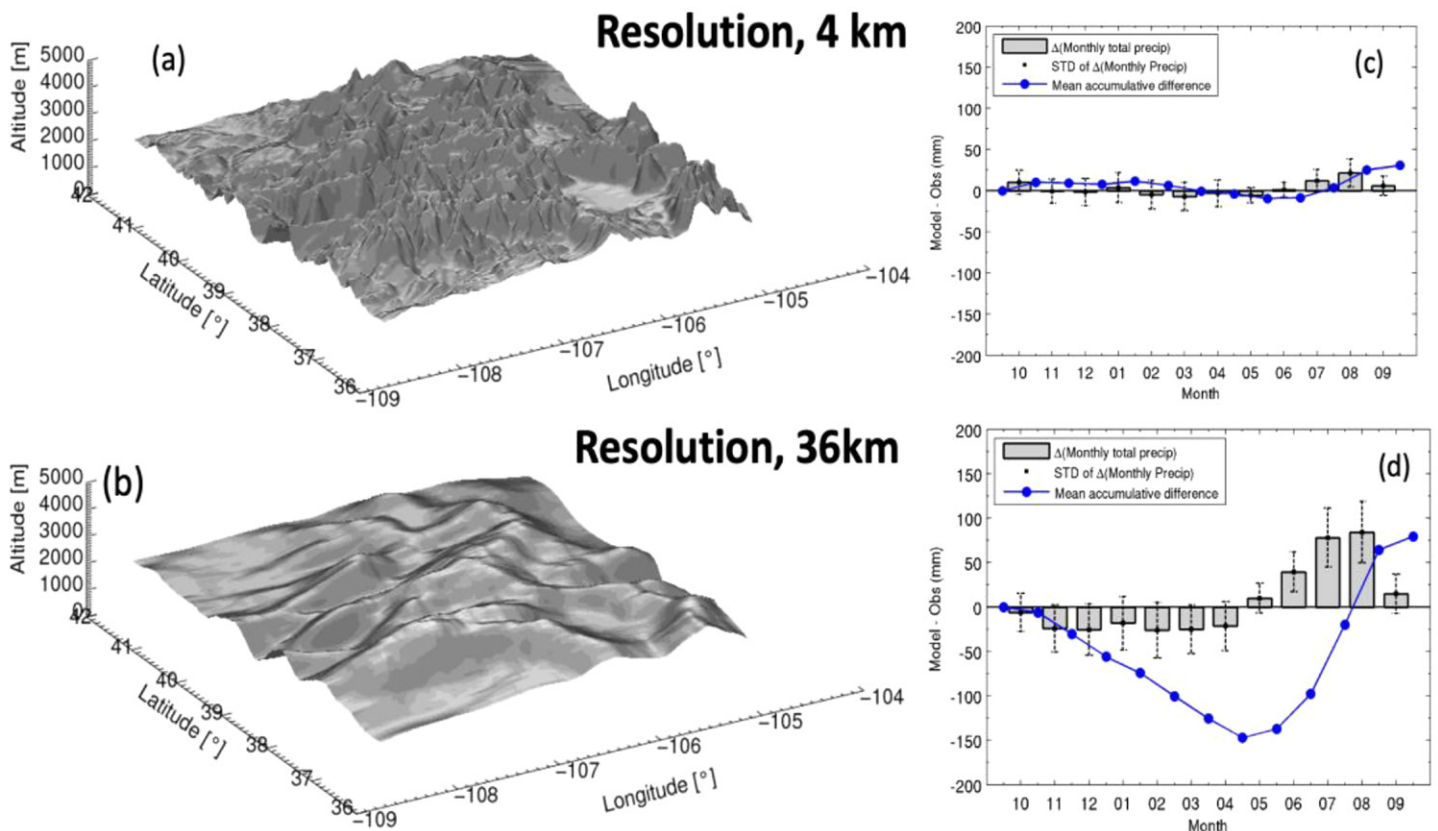 Resolution, 4 km
(a)
Altitude [m]
5000
4000
3000
2000
1000
0
42
41
40
39
38
37
36
Latitude [°]
-109
-108
-107
-106
-105
-104
Longitude [°]
(c)
Δ(Monthly total precip)
STD of Δ(Monthly Precip)
Mean accumulative difference
Model - Obs (mm)
200
150
100
50
0
-50
-100
-150
-200
10 11 12 01 02 03 04 05 06 07 08 09
Month
Resolution, 36km
(b)
Altitude [m]
5000
4000
3000
2000
1000
0
42
41
40
39
38
37
36
Latitude [°]
-109
-108
-107
-106
-105
-104
Longitude [°]
(d)
Δ(Monthly total precip)
STD of Δ(Monthly Precip)
Mean accumulative difference
Model - Obs (mm)
200
150
100
50
0
-50
-100
-150
-200
10 11 12 01 02 03 04 05 06 07 08 09
Month